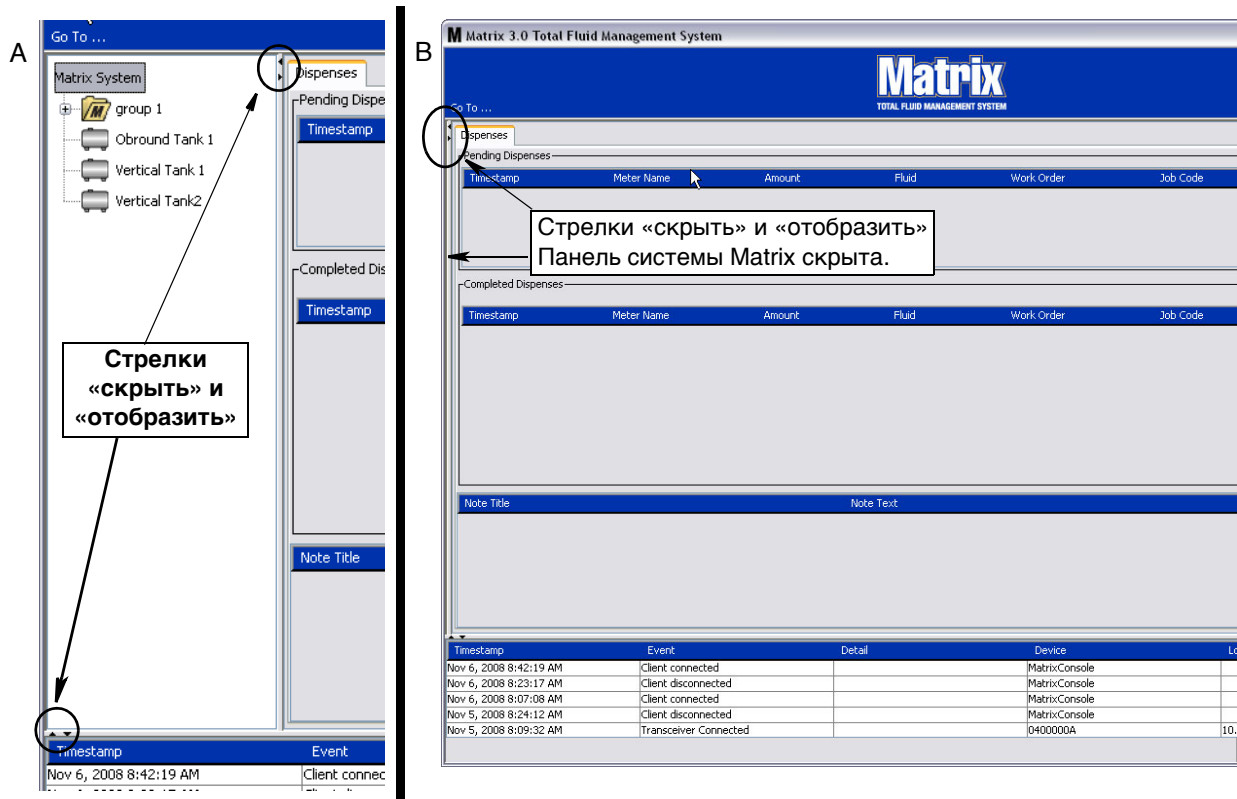 A
Go To ...
Matrix System
group 1
Obround Tank 1
Vertical Tank 1
Vertical Tank2
Dispenses
Pending Dispe
Timestamp
Completed Dis
Timestamp
Стрелки
«скрыть» и
«отобразить»
Note Title
Timestamp Event
Nov 6, 2008 8:42:19 AM Client connec
B
M Matrix 3.0 Total Fluid Management System
Matrix
TOTAL FLUID MANAGEMENT SYSTEM
Go To ...
Dispenses
Pending Dispenses
Timestamp Meter Name Amount Fluid Work Order Job Code
Стрелки «скрыть» и «отобразить»
Панель системы Matrix скрыта.
Completed Dispenses
Timestamp Meter Name Amount Fluid Work Order Job Code
Note Title Note Text
Timestamp Event Detail Device Lo
Nov 6, 2008 8:42:19 AM Client connected MatrixConsole
Nov 6, 2008 8:23:17 AM Client disconnected MatrixConsole
Nov 6, 2008 8:07:08 AM Client connected MatrixConsole
Nov 5, 2008 8:24:12 AM Client disconnected MatrixConsole
Nov 5, 2008 8:09:32 AM Transceiver Connected 0400000A 10.